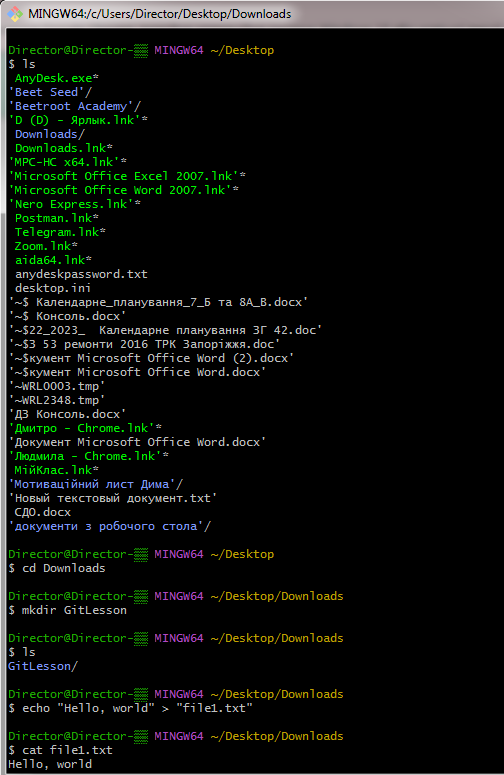 MINGW64:/c/Users/Director/Desktop/Downloads
Director@Director-▒▒ MINGW64 ~/Desktop
$ ls
AnyDesk.exe*
'Beet Seed'/
'Beetroot Academy'/
'D (D) - Ярлык.lnk'*
Downloads/
Downloads.lnk*
'MPC-HC x64.lnk'*
'Microsoft Office Excel 2007.lnk'*
'Microsoft Office Word 2007.lnk'*
'Nero Express.lnk'*
Postman.lnk*
Telegram.lnk*
Zoom.lnk*
aida64.lnk*
anydeskpassword.txt
desktop.ini
'~$ Календарне_планування_7_Б та 8А_В.docx'
'~$ Консоль.docx'
'~$22_2023_  Календарне планування ЗГ 42.doc'
'~$З 53 ремонти 2016 ТРК Запоріжжя.doc'
'~$кумент Microsoft Office Word (2).docx'
'~$кумент Microsoft Office Word.docx'
'~WRL0003.tmp'
'~WRL2348.tmp'
'ДЗ Консоль.docx'
'Дмитро - Chrome.lnk'*
'Документ Microsoft Office Word.docx'
'Людмила - Chrome.lnk'*
МійКлас.lnk*
'Мотиваційний лист Дима'/
'Новый текстовый документ.txt'
СДО.docx
'документи з робочого стола'/
Director@Director-▒▒ MINGW64 ~/Desktop
$ cd Downloads
Director@Director-▒▒ MINGW64 ~/Desktop/Downloads
$ mkdir GitLesson
Director@Director-▒▒ MINGW64 ~/Desktop/Downloads
$ ls
GitLesson/
Director@Director-▒▒ MINGW64 ~/Desktop/Downloads
$ echo "Hello, world" > "file1.txt"
Director@Director-▒▒ MINGW64 ~/Desktop/Downloads
$ cat file1.txt
Hello, world